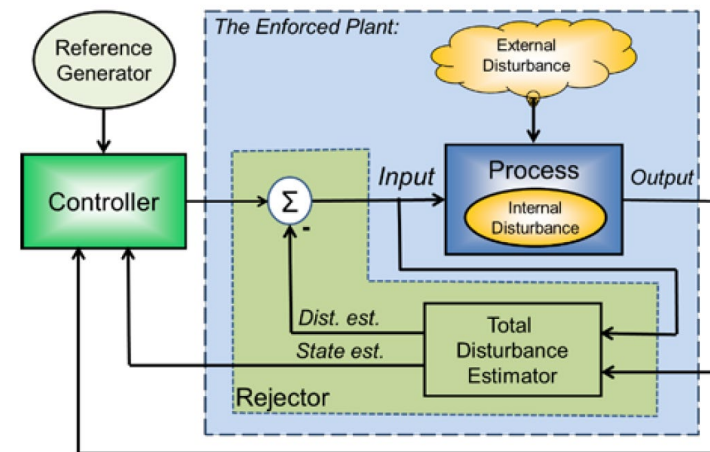 The Enforced Plant:
Reference
Generator
External
Disturbance
Controller
Σ
-
Input
Process
Internal
Disturbance
Output
Dist. est.
State est.
Total
Disturbance
Estimator
Rejector